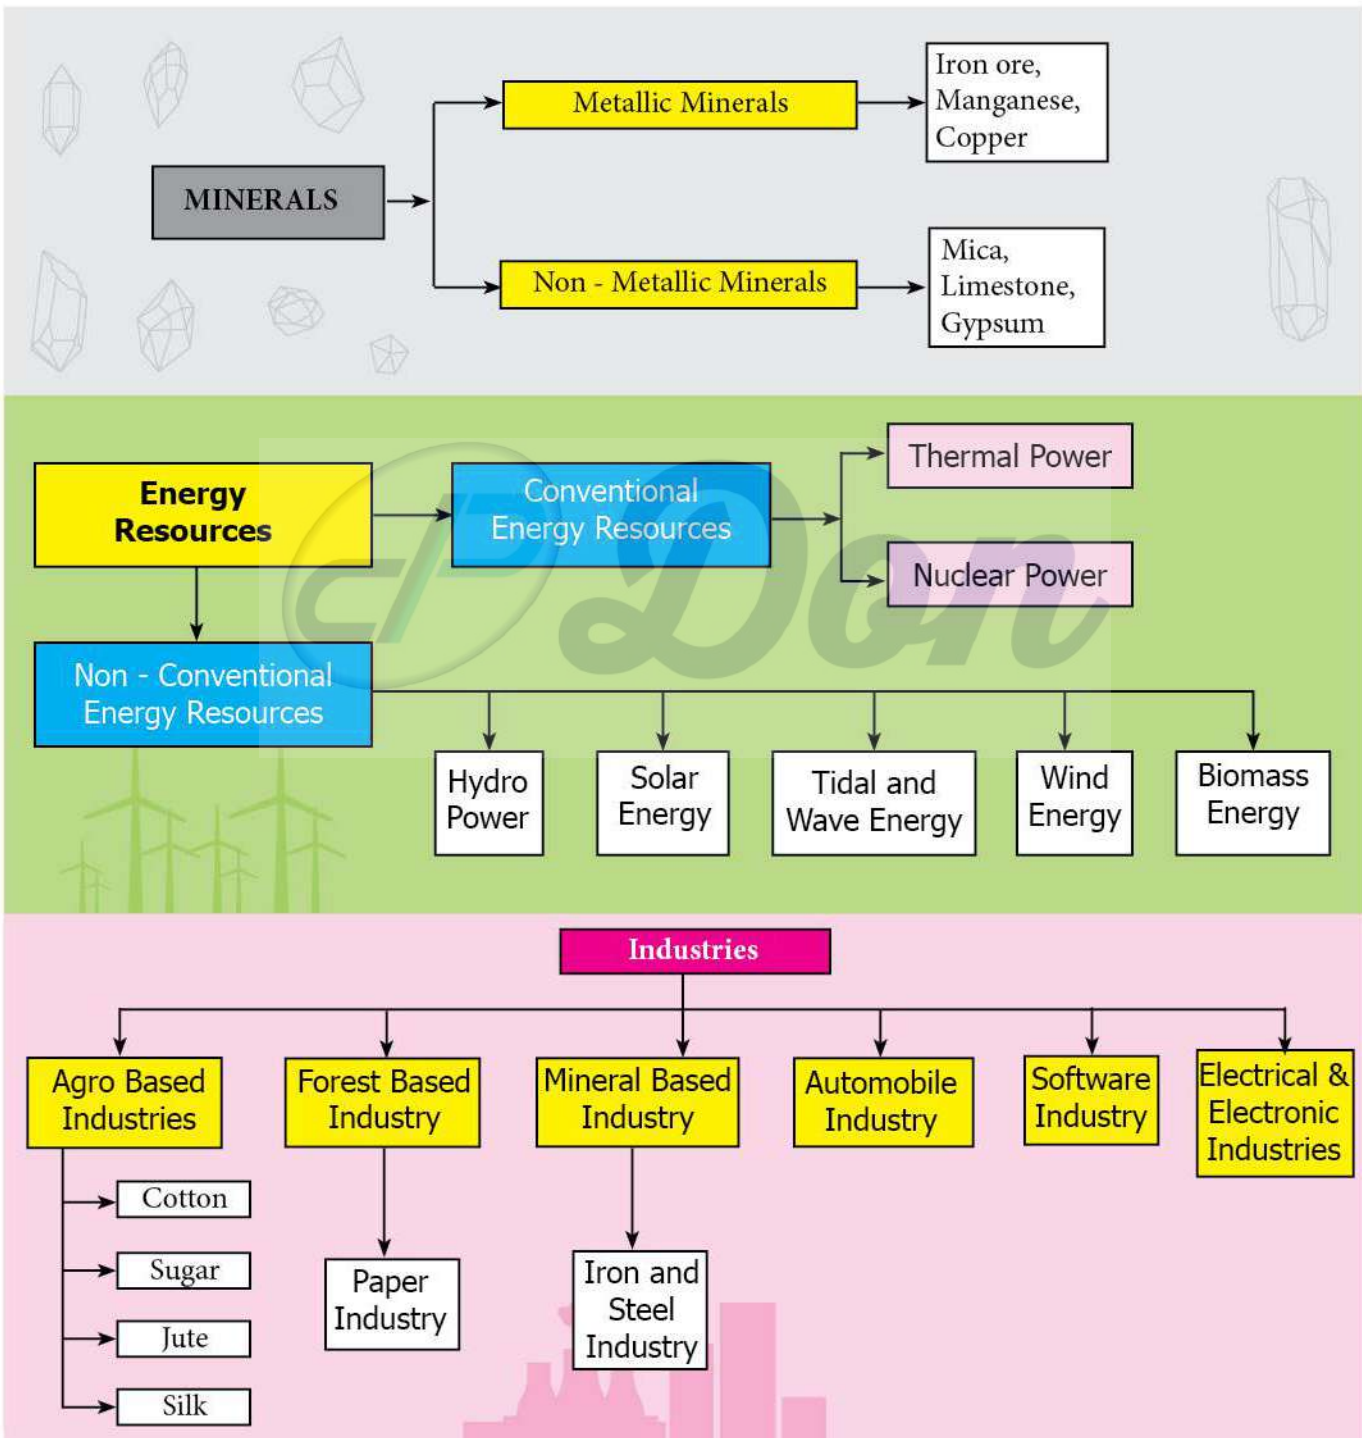 MINERALS
Metallic Minerals
Iron ore,
Manganese,
Copper
Non - Metallic Minerals
Mica,
Limestone,
Gypsum
Energy
Resources
Conventional
Energy Resources
Thermal Power
Nuclear Power
Non - Conventional
Energy Resources
Hydro
Power
Solar
Energy
Tidal and
Wave Energy
Wind
Energy
Biomass
Energy
Don
Industries
Agro Based
Industries
Cotton
Sugar
Jute
Silk
Forest Based
Industry
Paper
Industry
Mineral Based
Industry
Iron and
Steel
Industry
Automobile
Industry
Software
Industry
Electrical &
Electronic
Industries